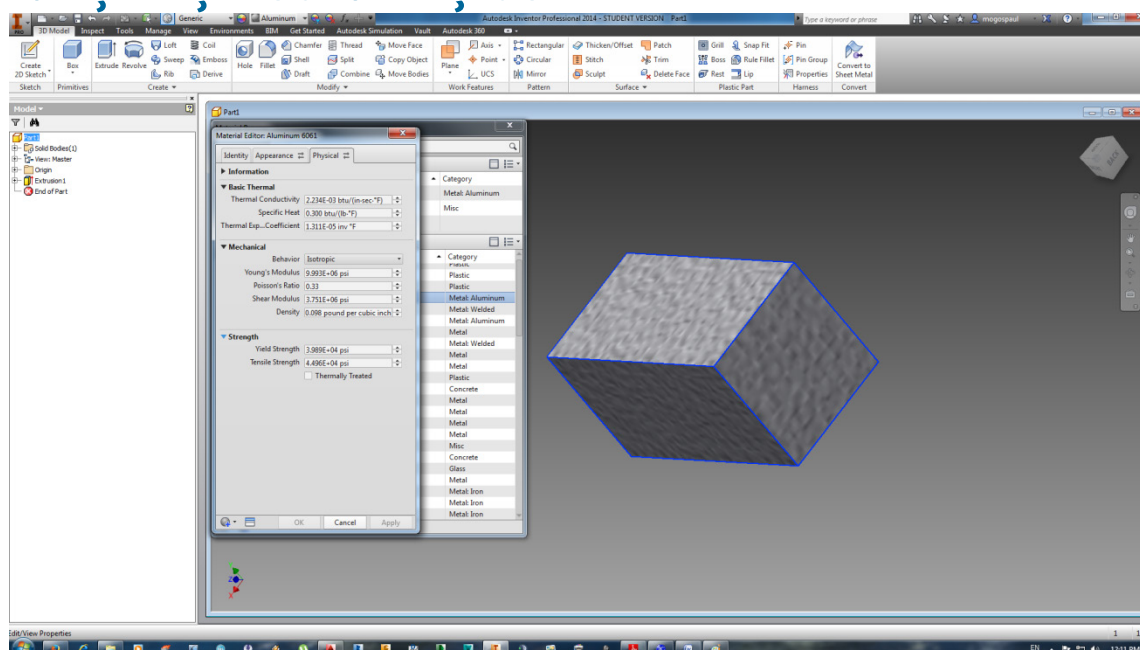 Generic
Aluminum
Autodesk Inventor Professional 2014 - STUDENT VERSION Part1
Type a keyword or phrase
mogospaul
PRO
3D Model Inspect Tools Manage View Environments BIM Get Started Autodesk Simulation Vault Autodesk 360
Create 2D Sketch
Box
Extrude
Revolve
Loft
Sweep
Rib
Coil
Emboss
Derive
Hole
Fillet
Chamfer
Shell
Draft
Thread
Split
Combine
Move Face
Copy Object
Move Bodies
Plane
Axis
Point
UCS
Rectangular
Circular
Mirror
Thicken/Offset
Stitch
Sculpt
Patch
Trim
Delete Face
Grill
Boss
Rest
Snap Fit
Rule Fillet
Lip
Pin
Pin Group
Properties
Convert to Sheet Metal
Sketch
Primitives
Create
Modify
Work Features
Pattern
Surface
Plastic Part
Harness
Convert
Model
Part1
Solid Bodies(1)
View: Master
Origin
Extrusion1
End of Part
Part1
Material Editor: Aluminum 6061
Identity Appearance Physical
Information
Basic Thermal
Thermal Conductivity 2.234E-03 btu/(in·sec·°F)
Specific Heat 0.300 btu/(lb·°F)
Thermal Exp...Coefficient 1.311E-05 inv °F
Mechanical
Behavior Isotropic
Young's Modulus 9.993E+06 psi
Poisson's Ratio 0.33
Shear Modulus 3.751E+06 psi
Density 0.098 pound per cubic inch
Strength
Yield Strength 3.989E+04 psi
Tensile Strength 4.496E+04 psi
Thermally Treated
OK Cancel Apply
Category
Metal: Aluminum
Misc
Category
Plastic
Plastic
Plastic
Metal: Aluminum
Metal: Welded
Metal: Aluminum
Metal
Metal: Welded
Metal
Metal
Plastic
Concrete
Metal
Metal
Metal
Metal
Misc
Concrete
Glass
Metal
Metal: Iron
Metal: Iron
Metal: Iron
BACK
Z
X
Edit/View Properties
1 1
EN
12:11 PM